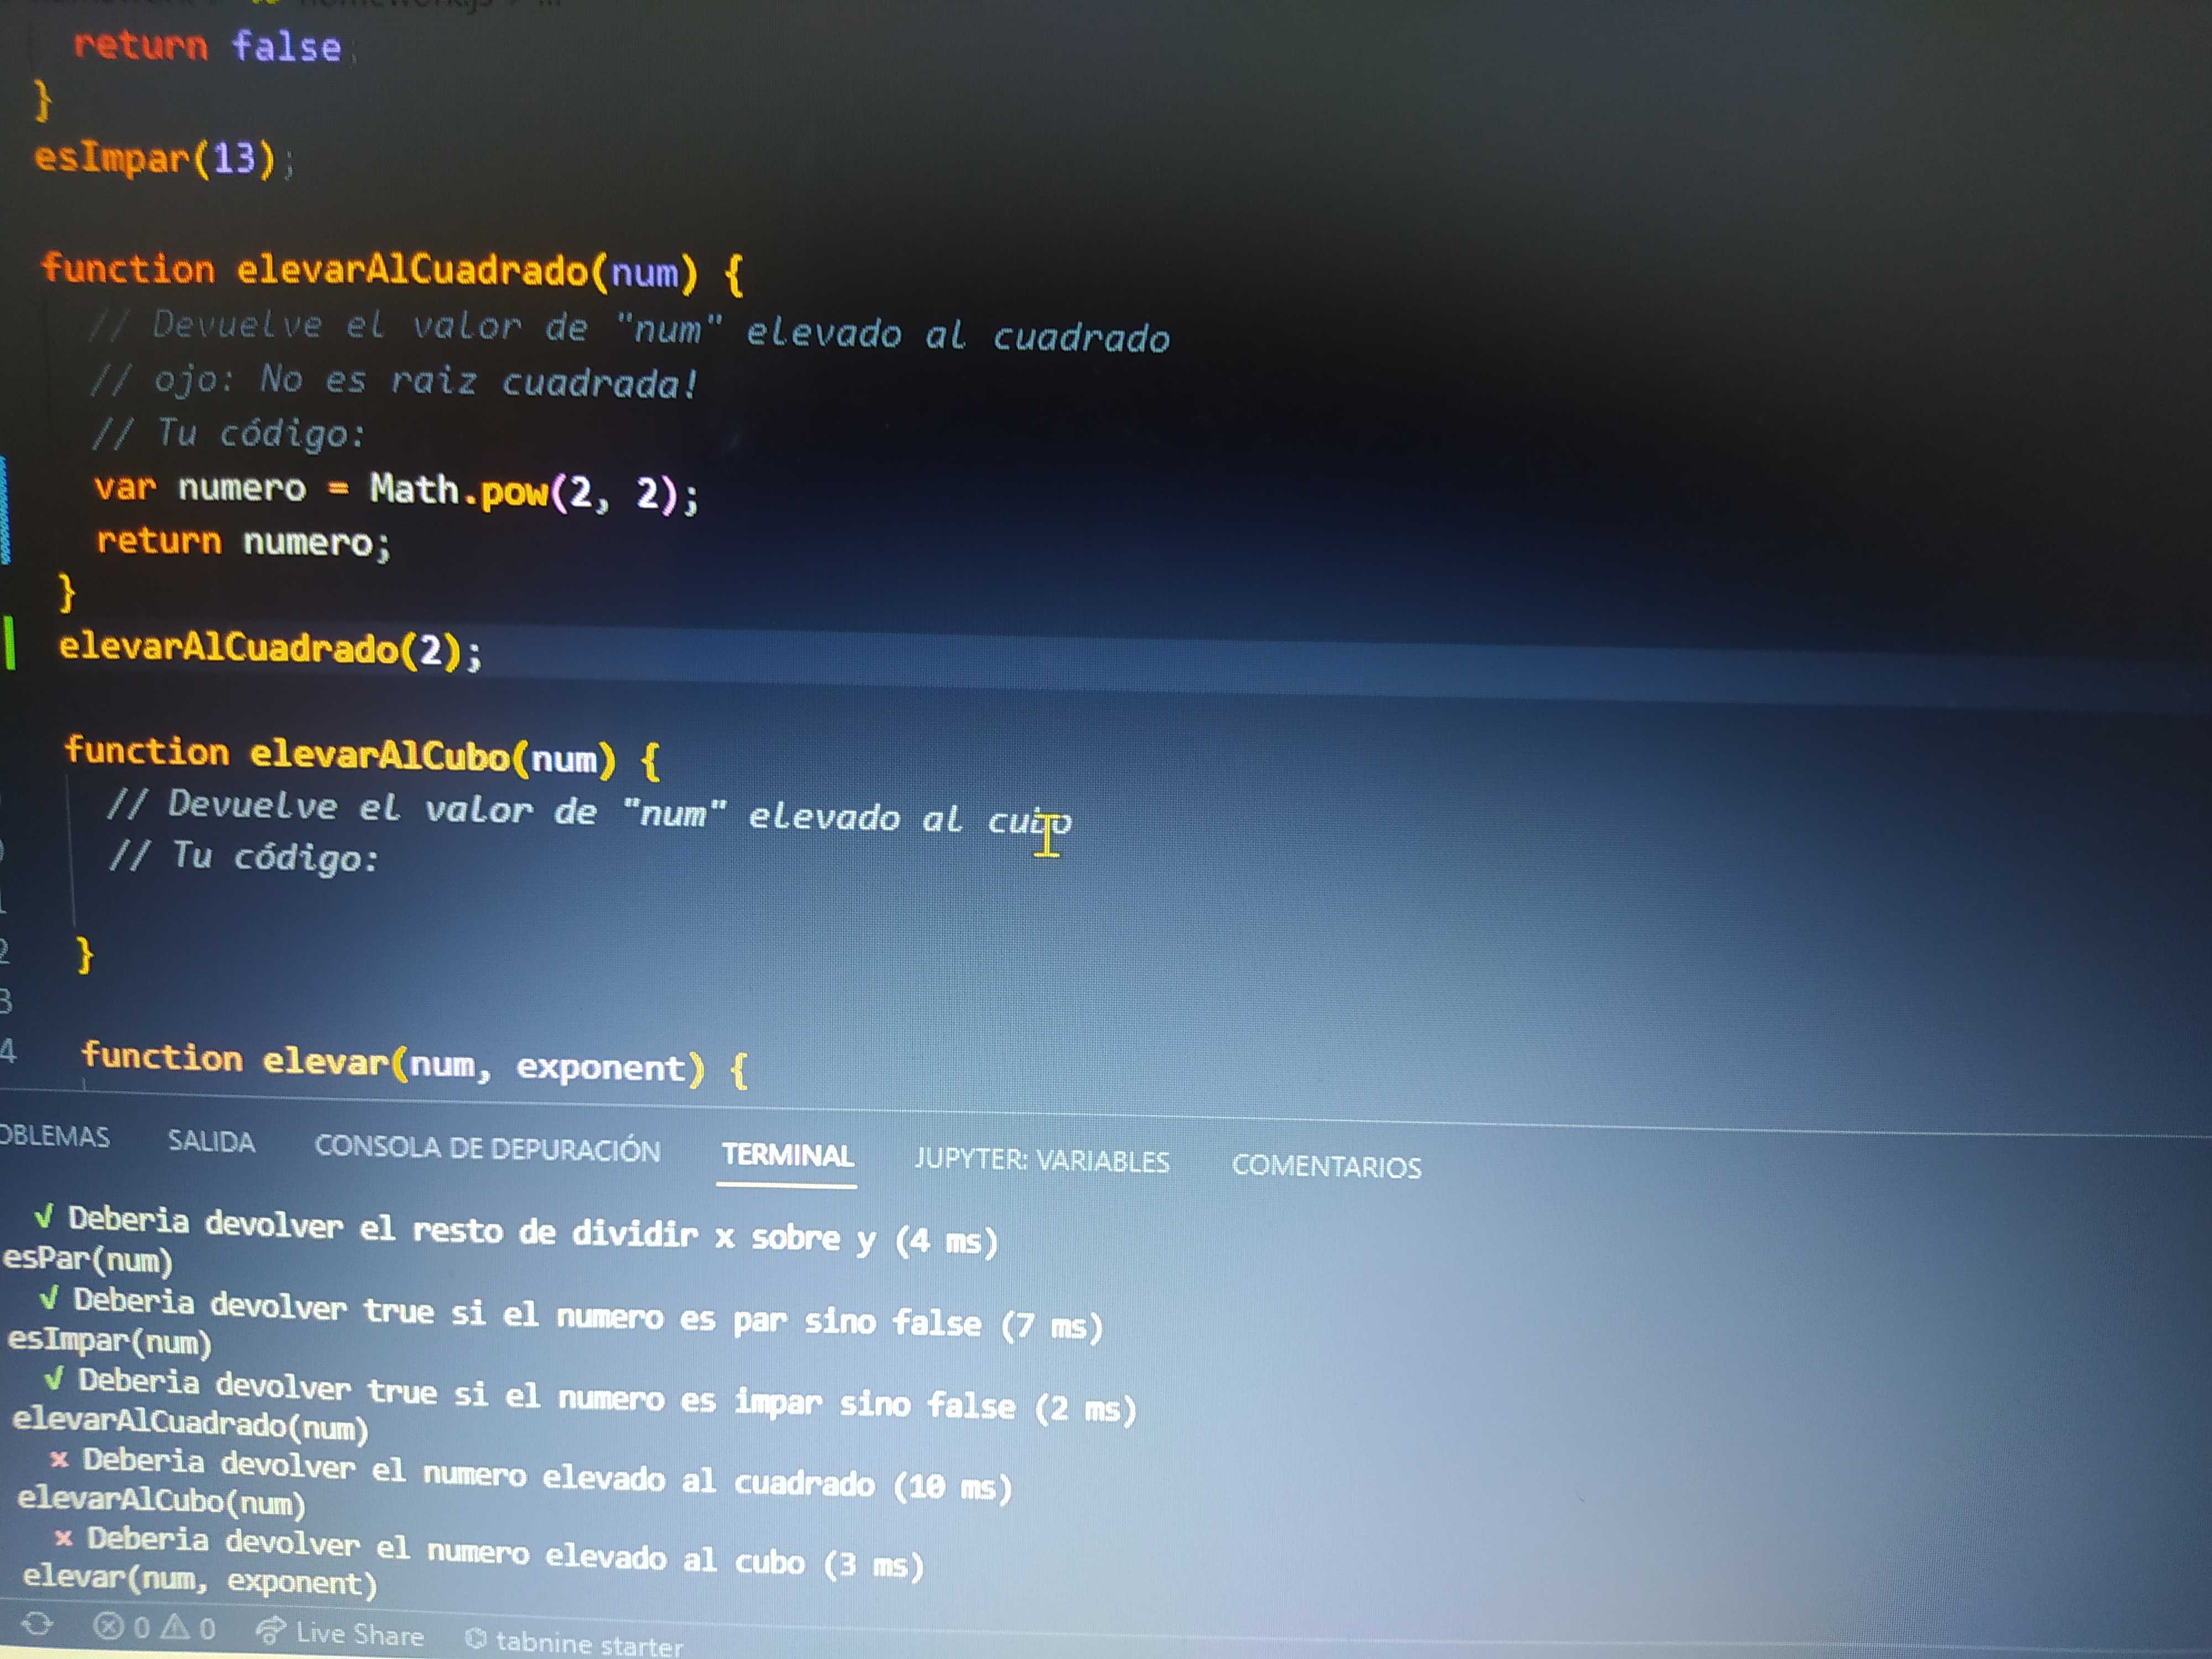 return false;
}
esImpar(13);
function elevarAlCuadrado(num) {
// Devuelve el valor de "num" elevado al cuadrado
// ojo: No es raiz cuadrada!
// Tu código:
var numero = Math.pow(2, 2);
return numero;
}
elevarAlCuadrado(2);
function elevarAlCubo(num) {
// Devuelve el valor de "num" elevado al cubo
// Tu código:
}
function elevar(num, exponent) {
SALIDA CONSOLA DE DEPURACIÓN TERMINAL JUPYTER: VARIABLES COMENTARIOS
√ Deberia devolver el resto de dividir x sobre y (4 ms)
esPar(num)
√ Deberia devolver true si el numero es par sino false (7 ms)
esImpar(num)
√ Deberia devolver true si el numero es impar sino false (2 ms)
elevarAlCuadrado(num)
× Deberia devolver el numero elevado al cuadrado (10 ms)
elevarAlCubo(num)
× Deberia devolver el numero elevado al cubo (3 ms)
elevar(num, exponent)
0 0 Live Share tabnine starter